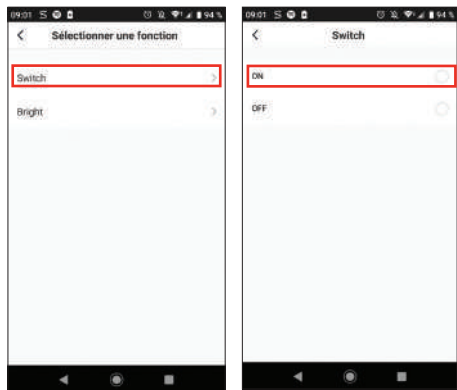 09:01 94 %
Sélectionner une fonction
Switch
Bright
09:01 94 %
Switch
ON
OFF